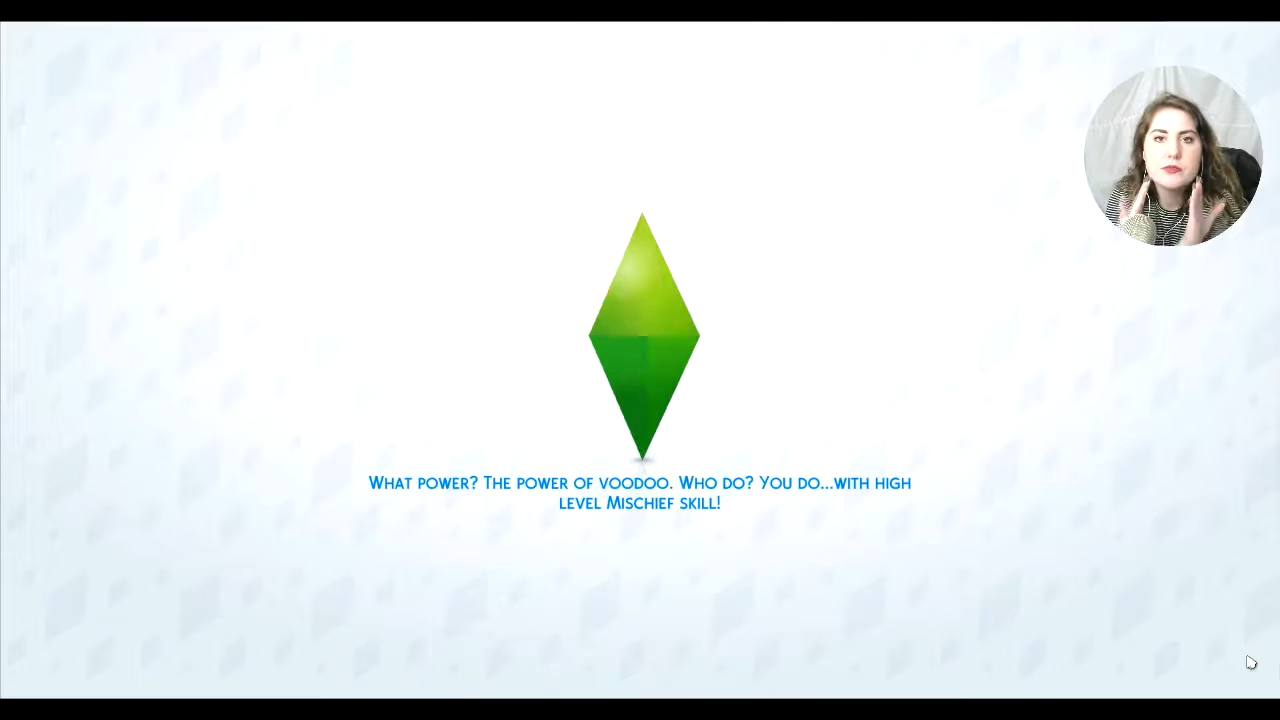 What power? The power of voodoo. Who do? You do...with high
level Mischief skill!